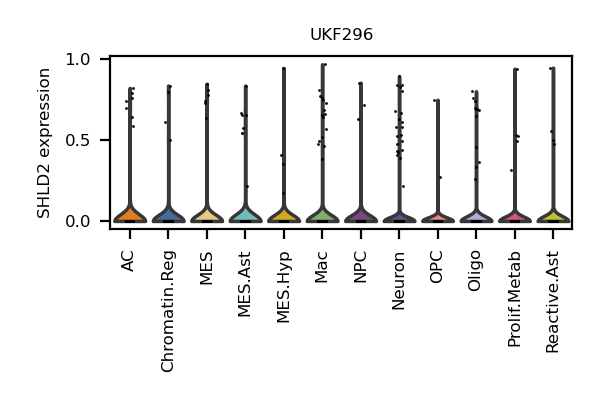 UKF296
SHLD2 expression
1.0
0.5
0.0
AC
Chromatin.Reg
MES
MES.Ast
MES.Hyp
Mac
NPC
Neuron
OPC
Oligo
Prolif.Metab
Reactive.Ast